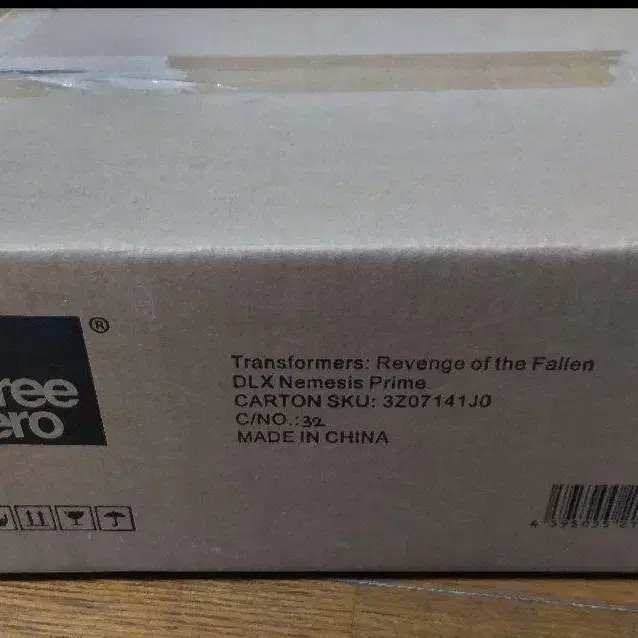 ®
ree
ero
Transformers: Revenge of the Fallen
DLX Nemesis Prime
CARTON SKU: 3Z07141J0
C/NO.:32
MADE IN CHINA